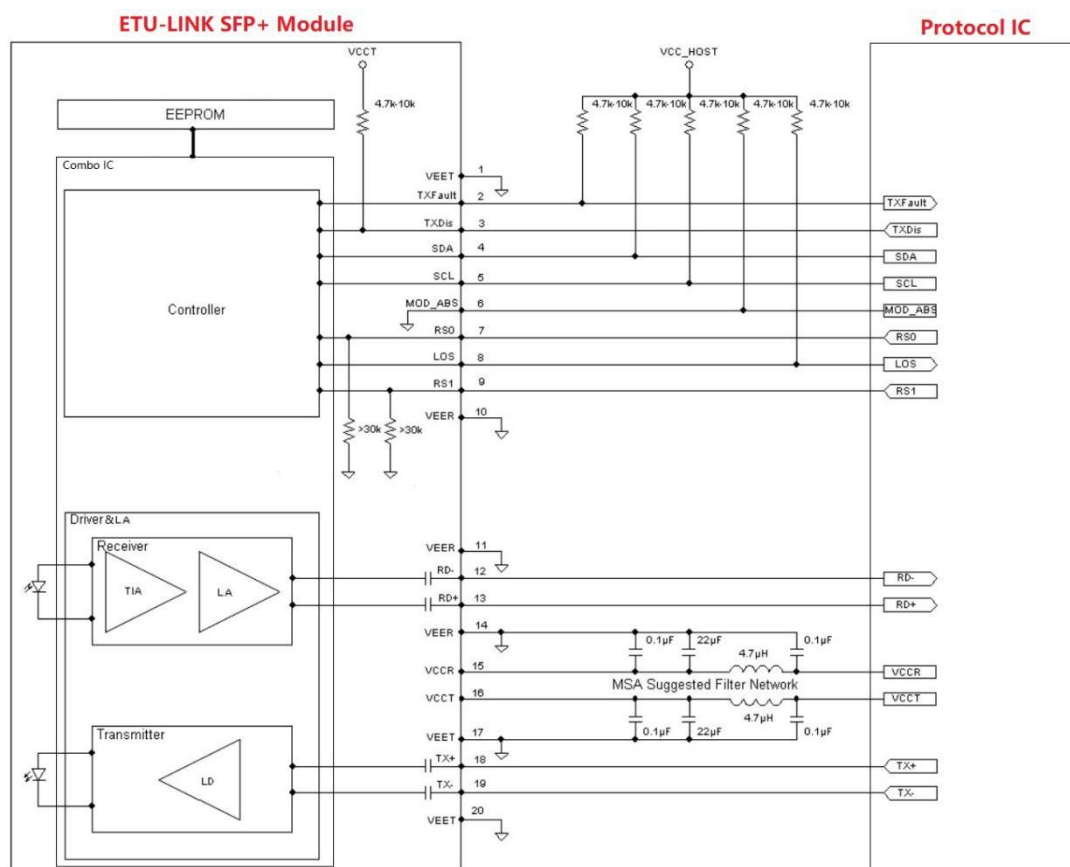 ETU-LINK SFP+ Module
Protocol IC
VCCT
VCC_HOST
4.7k-10k
4.7k-10k
4.7k-10k
4.7k-10k
4.7k-10k
4.7k-10k
EEPROM
Combo IC
Controller
VEET 1
TXFault 2 TXFault
TXDis 3 TXDis
SDA 4 SDA
SCL 5 SCL
MOD_ABS 6 MOD_ABS
RS0 7 RS0
LOS 8 LOS
RS1 9 RS1
VEER 10
>30k >30k
Driver&LA
Receiver
TIA
LA
VEER 11
RD- 12 RD-
RD+ 13 RD+
VEER 14
0.1µF 22µF 4.7µH 0.1µF
VCCR 15 VCCR
MSA Suggested Filter Network
VCCT 16 VCCT
0.1µF 22µF 4.7µH 0.1µF
VEET 17
Transmitter
LD
TX+ 18 TX+
TX- 19 TX-
VEET 20